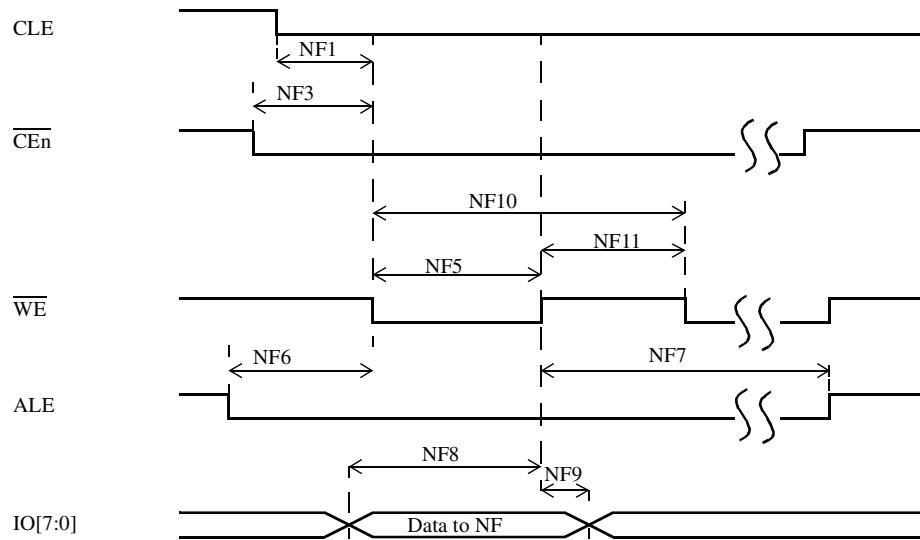 CLE
NF1
NF3
CEn
NF10
NF11
NF5
WE
NF6
NF7
ALE
NF8
NF9
IO[7:0]
Data to NF